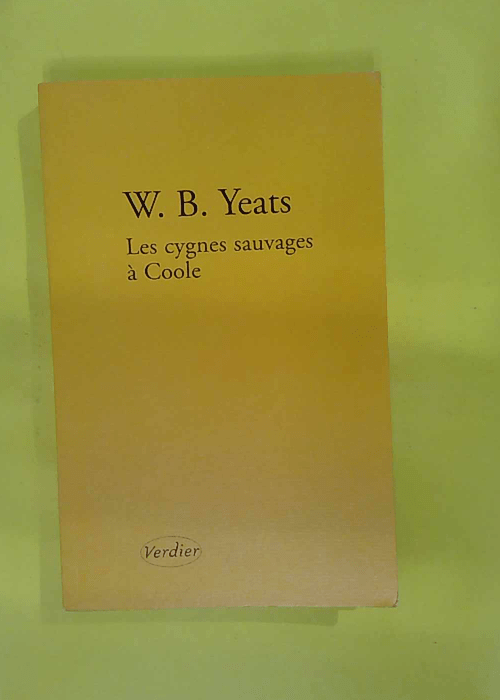 W. B. Yeats
Les cygnes sauvages
à Coole
Verdier